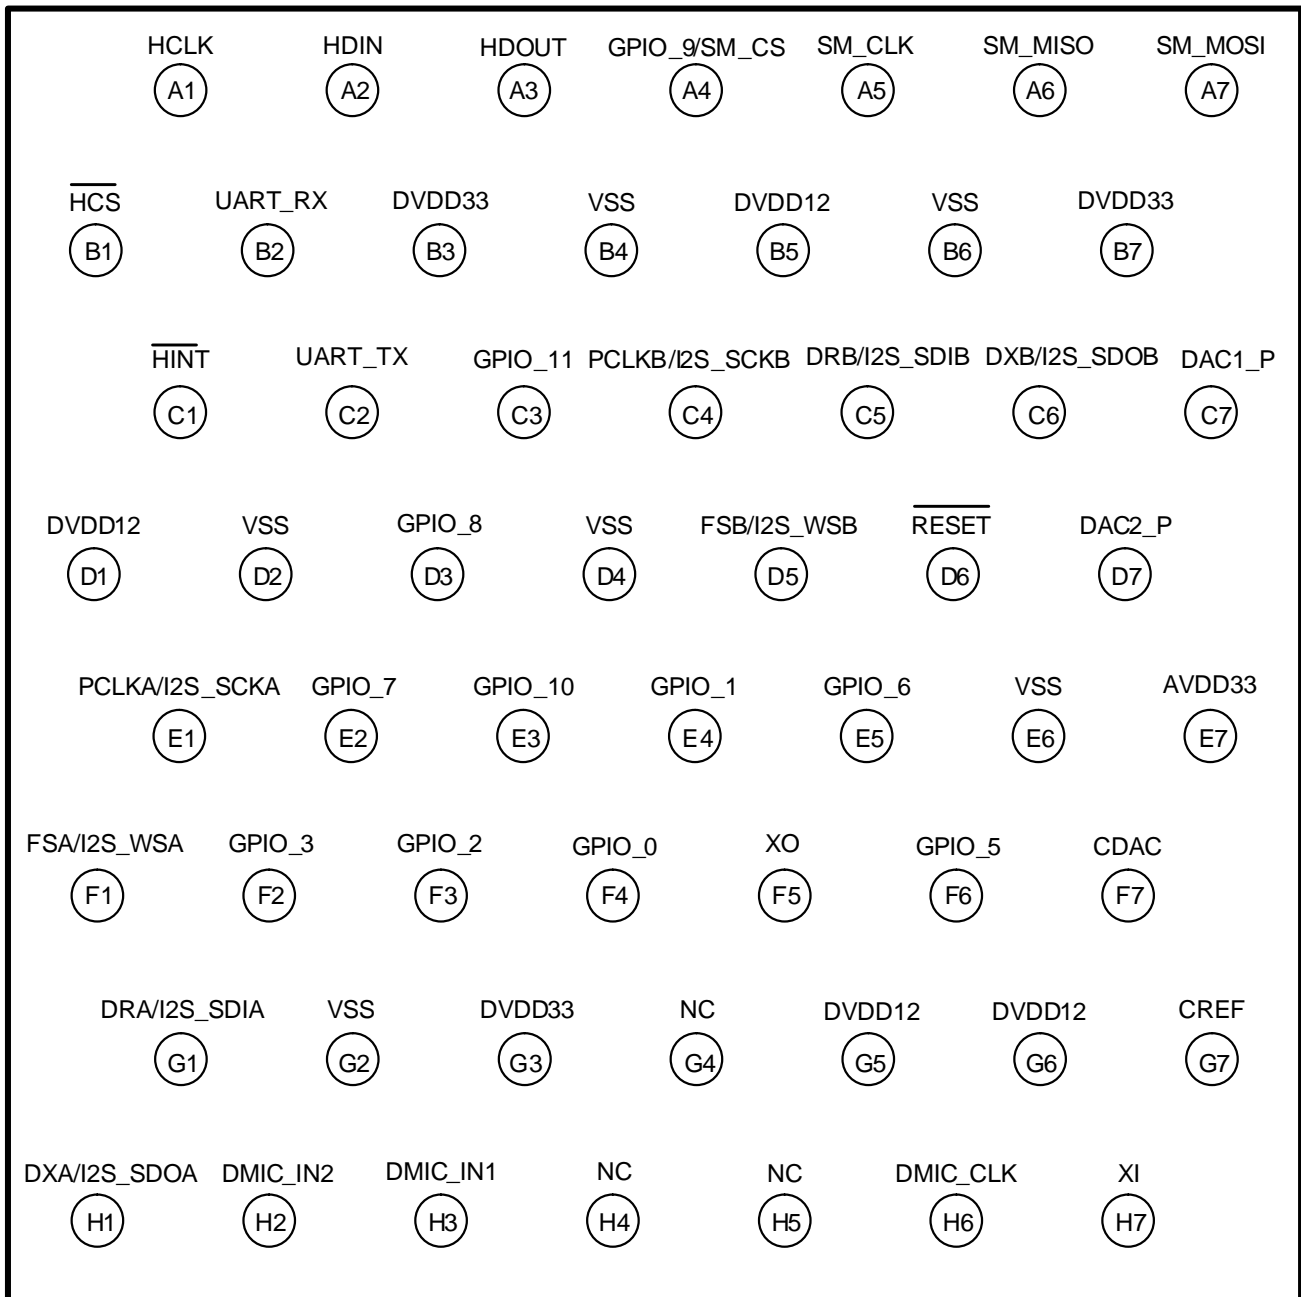 HCLK HDIN HDOUT GPIO_9/SM_CS SM_CLK SM_MISO SM_MOSI
A1 A2 A3 A4 A5 A6 A7
HCS UART_RX DVDD33 VSS DVDD12 VSS DVDD33
B1 B2 B3 B4 B5 B6 B7
HINT UART_TX GPIO_11 PCLKB/I2S_SCKB DRB/I2S_SDIB DXB/I2S_SDOB DAC1_P
C1 C2 C3 C4 C5 C6 C7
DVDD12 VSS GPIO_8 VSS FSB/I2S_WSB RESET DAC2_P
D1 D2 D3 D4 D5 D6 D7
PCLKA/I2S_SCKA GPIO_7 GPIO_10 GPIO_1 GPIO_6 VSS AVDD33
E1 E2 E3 E4 E5 E6 E7
FSA/I2S_WSA GPIO_3 GPIO_2 GPIO_0 XO GPIO_5 CDAC
F1 F2 F3 F4 F5 F6 F7
DRA/I2S_SDIA VSS DVDD33 NC DVDD12 DVDD12 CREF
G1 G2 G3 G4 G5 G6 G7
DXA/I2S_SDOA DMIC_IN2 DMIC_IN1 NC NC DMIC_CLK XI
H1 H2 H3 H4 H5 H6 H7